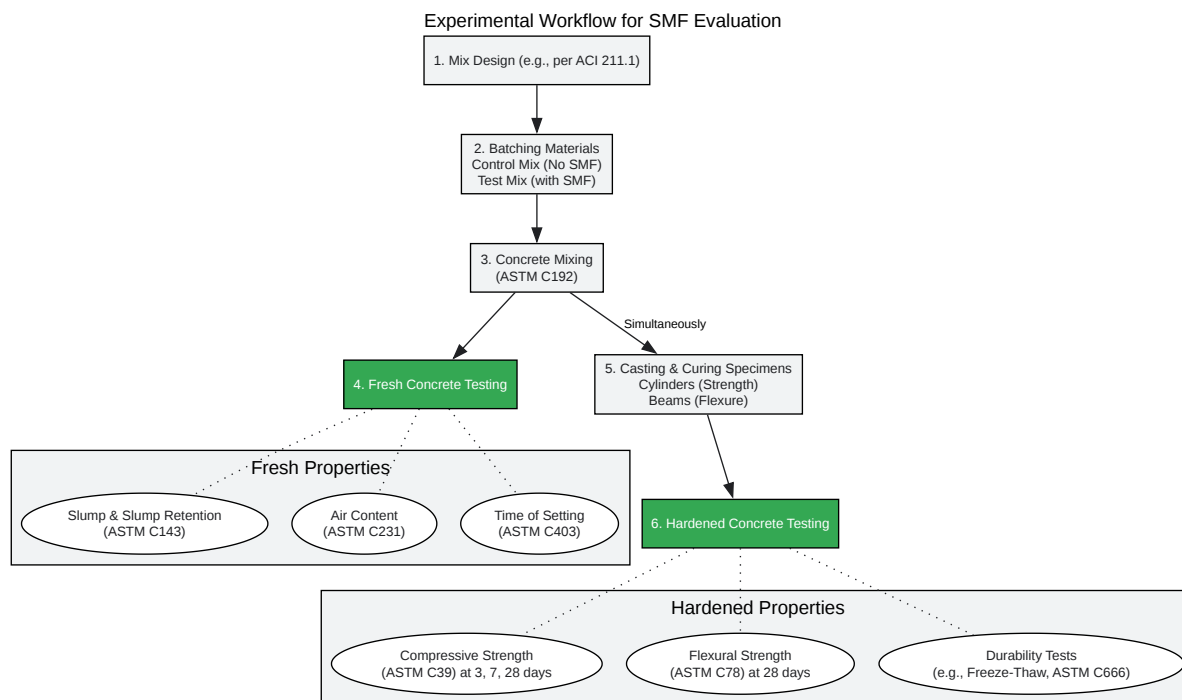 Experimental Workflow for SMF Evaluation
1. Mix Design (e.g., per ACI 211.1)
2. Batching Materials
Control Mix (No SMF)
Test Mix (with SMF)
3. Concrete Mixing
(ASTM C192)
Simultaneously
4. Fresh Concrete Testing
5. Casting & Curing Specimens
Cylinders (Strength)
Beams (Flexure)
Fresh Properties
Slump & Slump Retention
(ASTM C143)
Air Content
(ASTM C231)
Time of Setting
(ASTM C403)
6. Hardened Concrete Testing
Hardened Properties
Compressive Strength
(ASTM C39) at 3, 7, 28 days
Flexural Strength
(ASTM C78) at 28 days
Durability Tests
(e.g., Freeze-Thaw, ASTM C666)